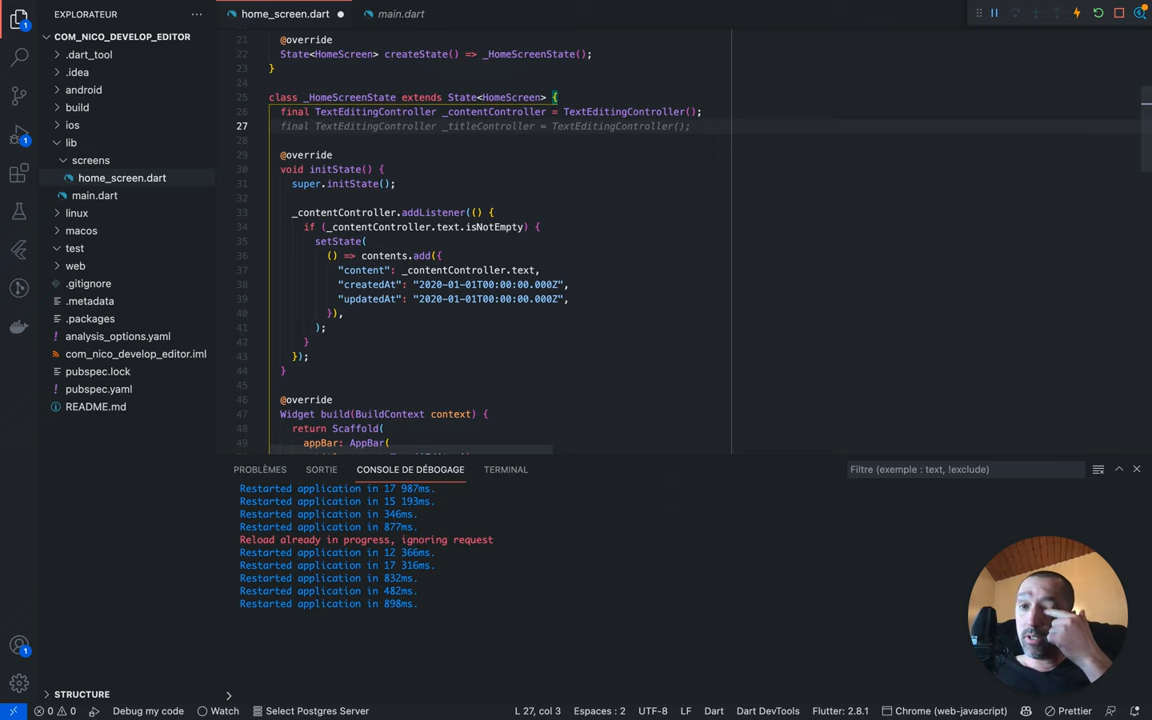 EXPLORATEUR
COM_NICO_DEVELOP_EDITOR
.dart_tool
.idea
android
build
ios
lib
screens
home_screen.dart
main.dart
linux
macos
test
web
.gitignore
.metadata
.packages
analysis_options.yaml
com_nico_develop_editor.iml
pubspec.lock
pubspec.yaml
README.md
STRUCTURE
home_screen.dart
main.dart
21 @override
22 State<HomeScreen> createState() => _HomeScreenState();
23 }
24
25 class _HomeScreenState extends State<HomeScreen> {
26 final TextEditingController _contentController = TextEditingController();
27 final TextEditingController _titleController = TextEditingController();
28
29 @override
30 void initState() {
31 super.initState();
32
33 _contentController.addListener(() {
34 if (_contentController.text.isNotEmpty) {
35 setState(
36 () => contents.add({
37 "content": _contentController.text,
38 "createdAt": "2020-01-01T00:00:00.000Z",
39 "updatedAt": "2020-01-01T00:00:00.000Z",
40 }),
41 );
42 }
43 });
44 }
45
46 @override
47 Widget build(BuildContext context) {
48 return Scaffold(
49 appBar: AppBar(
PROBLÈMES SORTIE CONSOLE DE DÉBOGAGE TERMINAL
Filtre (exemple : text, !exclude)
Restarted application in 17 987ms.
Restarted application in 15 193ms.
Restarted application in 346ms.
Restarted application in 877ms.
Reload already in progress, ignoring request
Restarted application in 12 366ms.
Restarted application in 17 316ms.
Restarted application in 832ms.
Restarted application in 482ms.
Restarted application in 898ms.
0 0 Debug my code Watch Select Postgres Server L 27, col 3 Espaces : 2 UTF-8 LF Dart Dart DevTools Flutter: 2.8.1 Chrome (web-javascript) Prettier